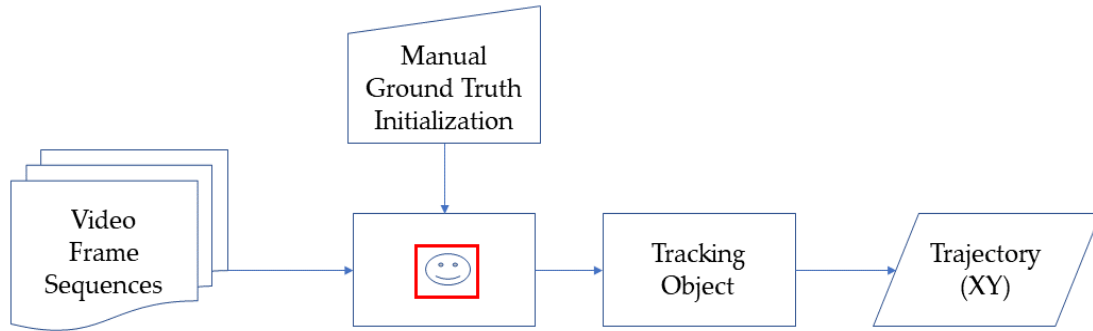 Manual
Ground Truth
Initialization
Video
Frame
Sequences
Tracking
Object
Trajectory
(XY)